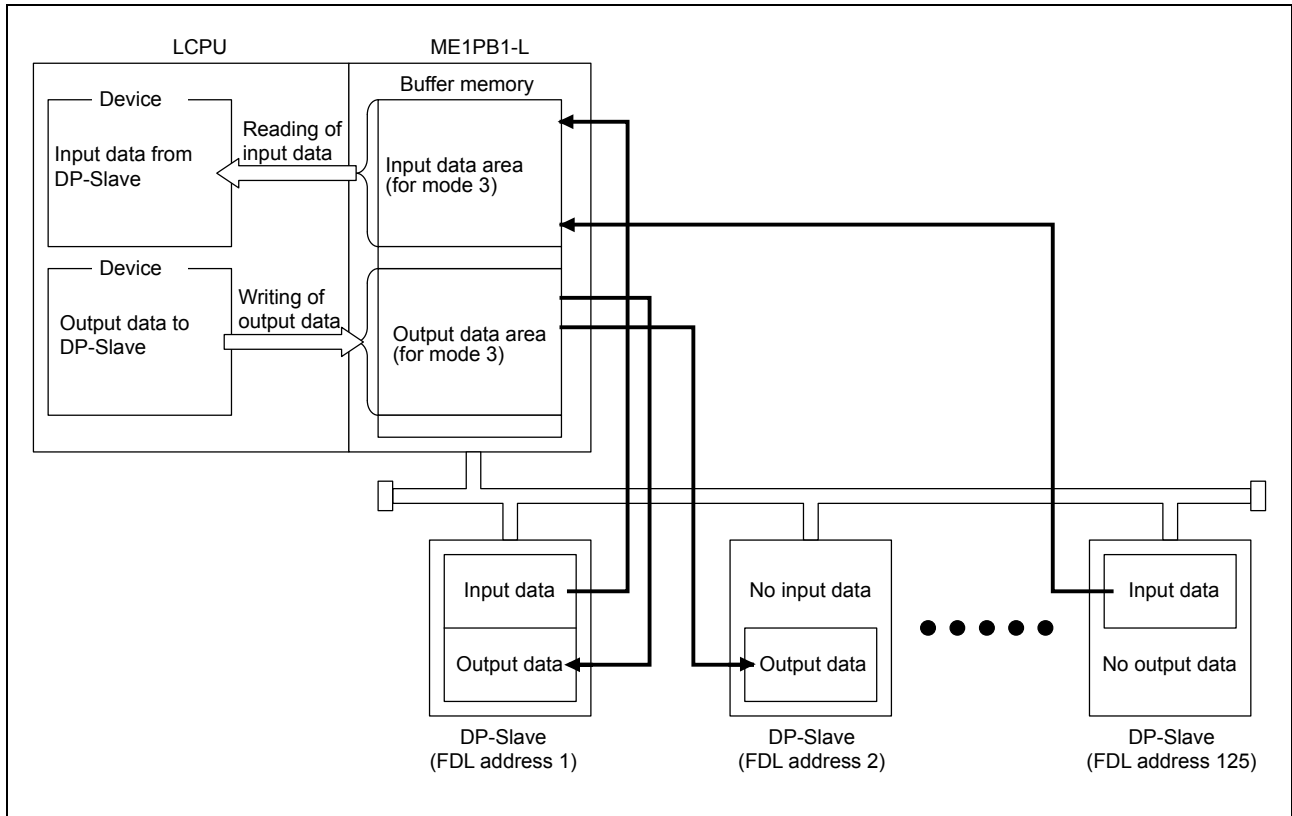 LCPU
ME1PB1-L
Buffer memory
Device
Input data from
DP-Slave
Reading of
input data
Input data area
(for mode 3)
Device
Output data to
DP-Slave
Writing of
output data
Output data area
(for mode 3)
Input data
Output data
DP-Slave
(FDL address 1)
No input data
Output data
DP-Slave
(FDL address 2)
Input data
No output data
DP-Slave
(FDL address 125)